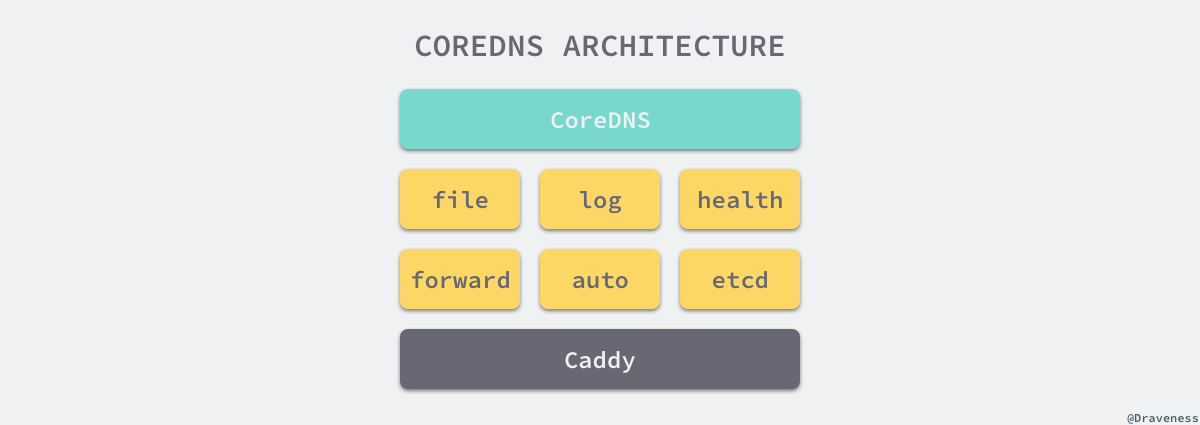 COREDNS ARCHITECTURE
CoreDNS
file log health
forward auto etcd
Caddy
@Draveness